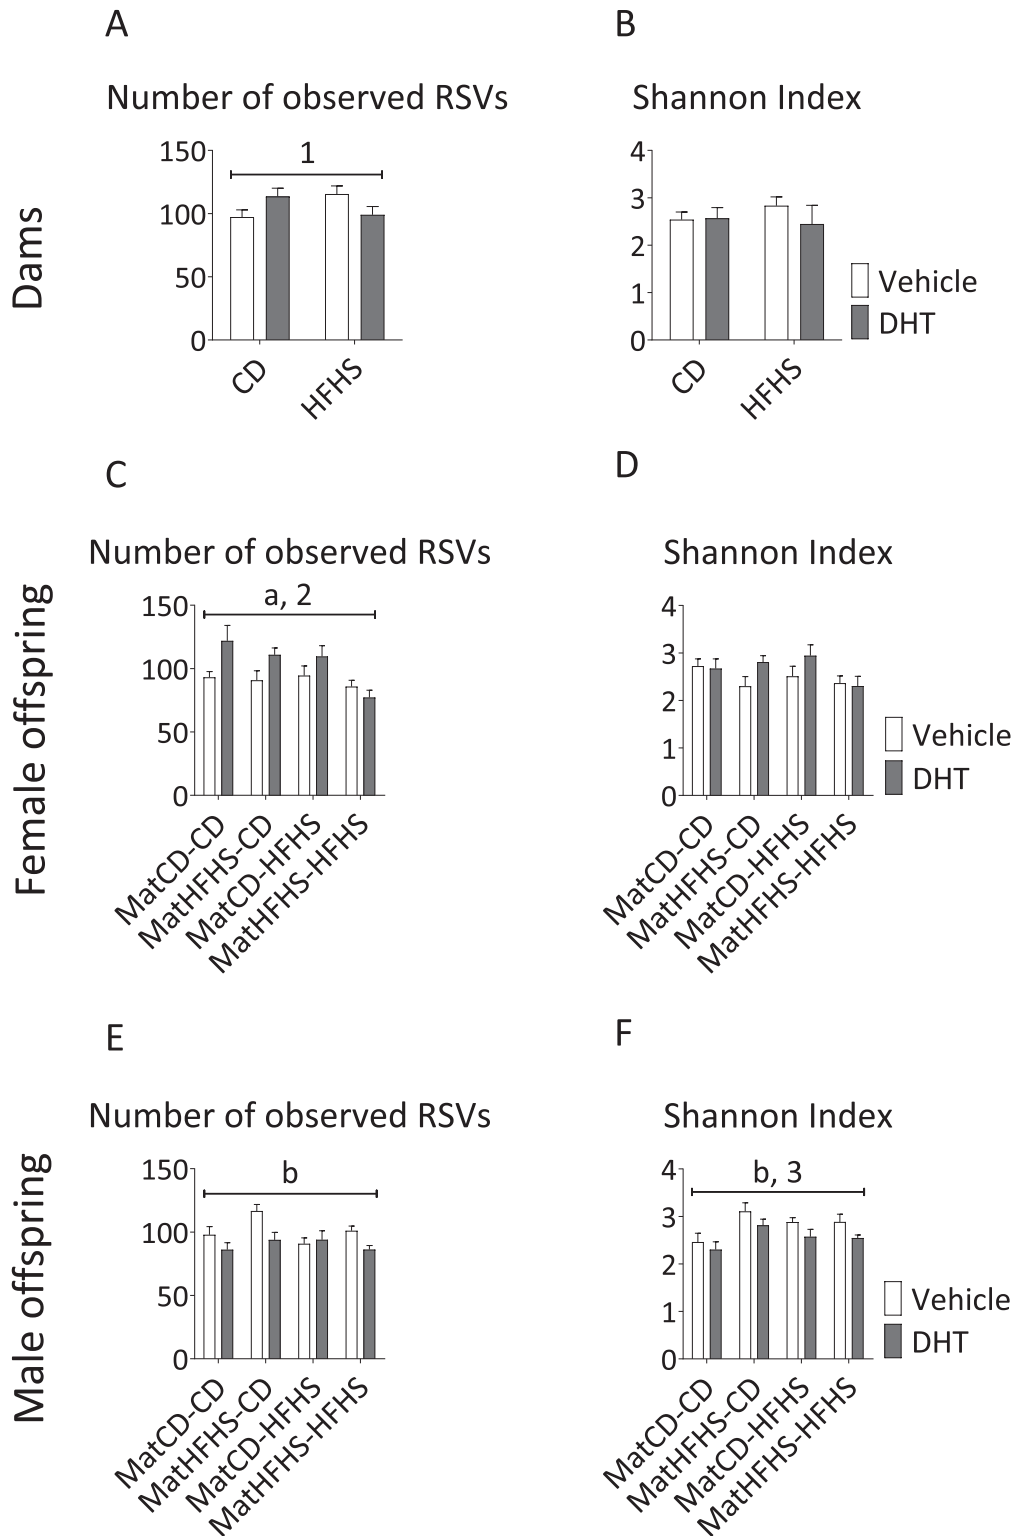 A
B
Number of observed RSVs
Shannon Index
Dams
150
100
50
0
1
CD
HFHS
4
3
2
1
0
CD
HFHS
Vehicle
DHT
C
D
Number of observed RSVs
Shannon Index
Female offspring
150
100
50
0
a, 2
MatCD-CD
MatHFHS-CD
MatCD-HFHS
MatHFHS-HFHS
4
3
2
1
0
MatCD-CD
MatHFHS-CD
MatCD-HFHS
MatHFHS-HFHS
Vehicle
DHT
E
F
Number of observed RSVs
Shannon Index
Male offspring
150
100
50
0
b
MatCD-CD
MatHFHS-CD
MatCD-HFHS
MatHFHS-HFHS
4
3
2
1
0
b, 3
MatCD-CD
MatHFHS-CD
MatCD-HFHS
MatHFHS-HFHS
Vehicle
DHT